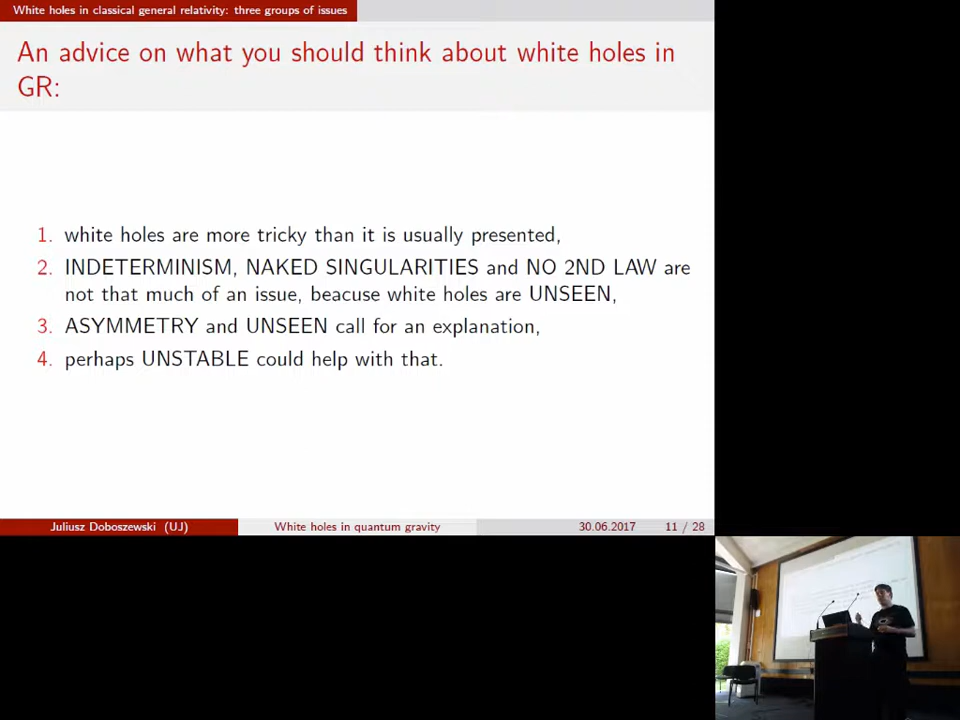 White holes in classical general relativity: three groups of issues
An advice on what you should think about white holes in
GR:
1. white holes are more tricky than it is usually presented,
2. INDETERMINISM, NAKED SINGULARITIES and NO 2ND LAW are
not that much of an issue, beacuse white holes are UNSEEN,
3. ASYMMETRY and UNSEEN call for an explanation,
4. perhaps UNSTABLE could help with that.
Juliusz Doboszewski (UJ) White holes in quantum gravity 30.06.2017 11 / 28